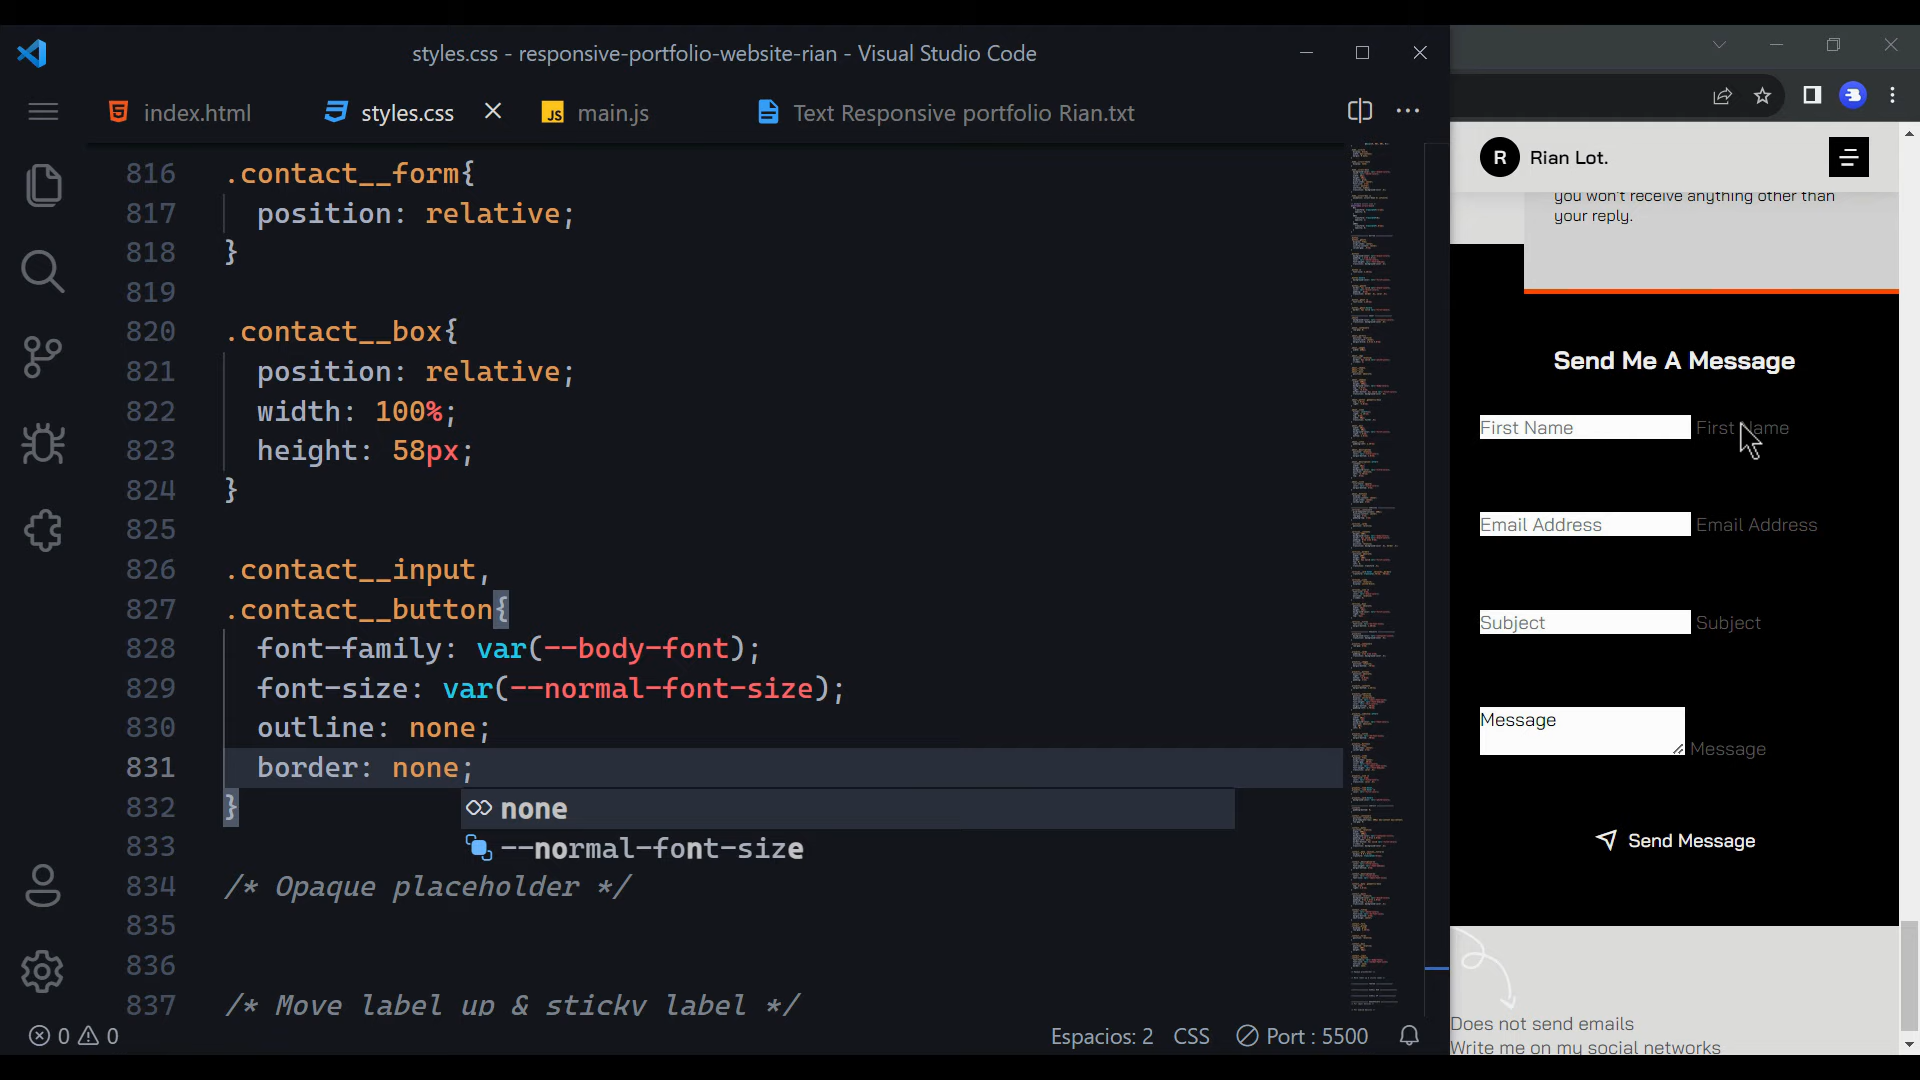 styles.css - responsive-portfolio-website-rian - Visual Studio Code
index.html
styles.css
JS main.js
Text Responsive portfolio Rian.txt
816 .contact__form{
817 position: relative;
818 }
819
820 .contact__box{
821 position: relative;
822 width: 100%;
823 height: 58px;
824 }
825
826 .contact__input,
827 .contact__button{
828 font-family: var(--body-font);
829 font-size: var(--normal-font-size);
830 outline: none;
831 border: none;
832 }
none
833
--normal-font-size
834 /* Opaque placeholder */
835
836
837 /* Move label up & sticky label */
0 0
Espacios: 2 CSS Port : 5500
R Rian Lot.
you won't receive anything other than
your reply.
Send Me A Message
First Name First Name
Email Address Email Address
Subject Subject
Message
Message
Send Message
Does not send emails
Write me on my social networks